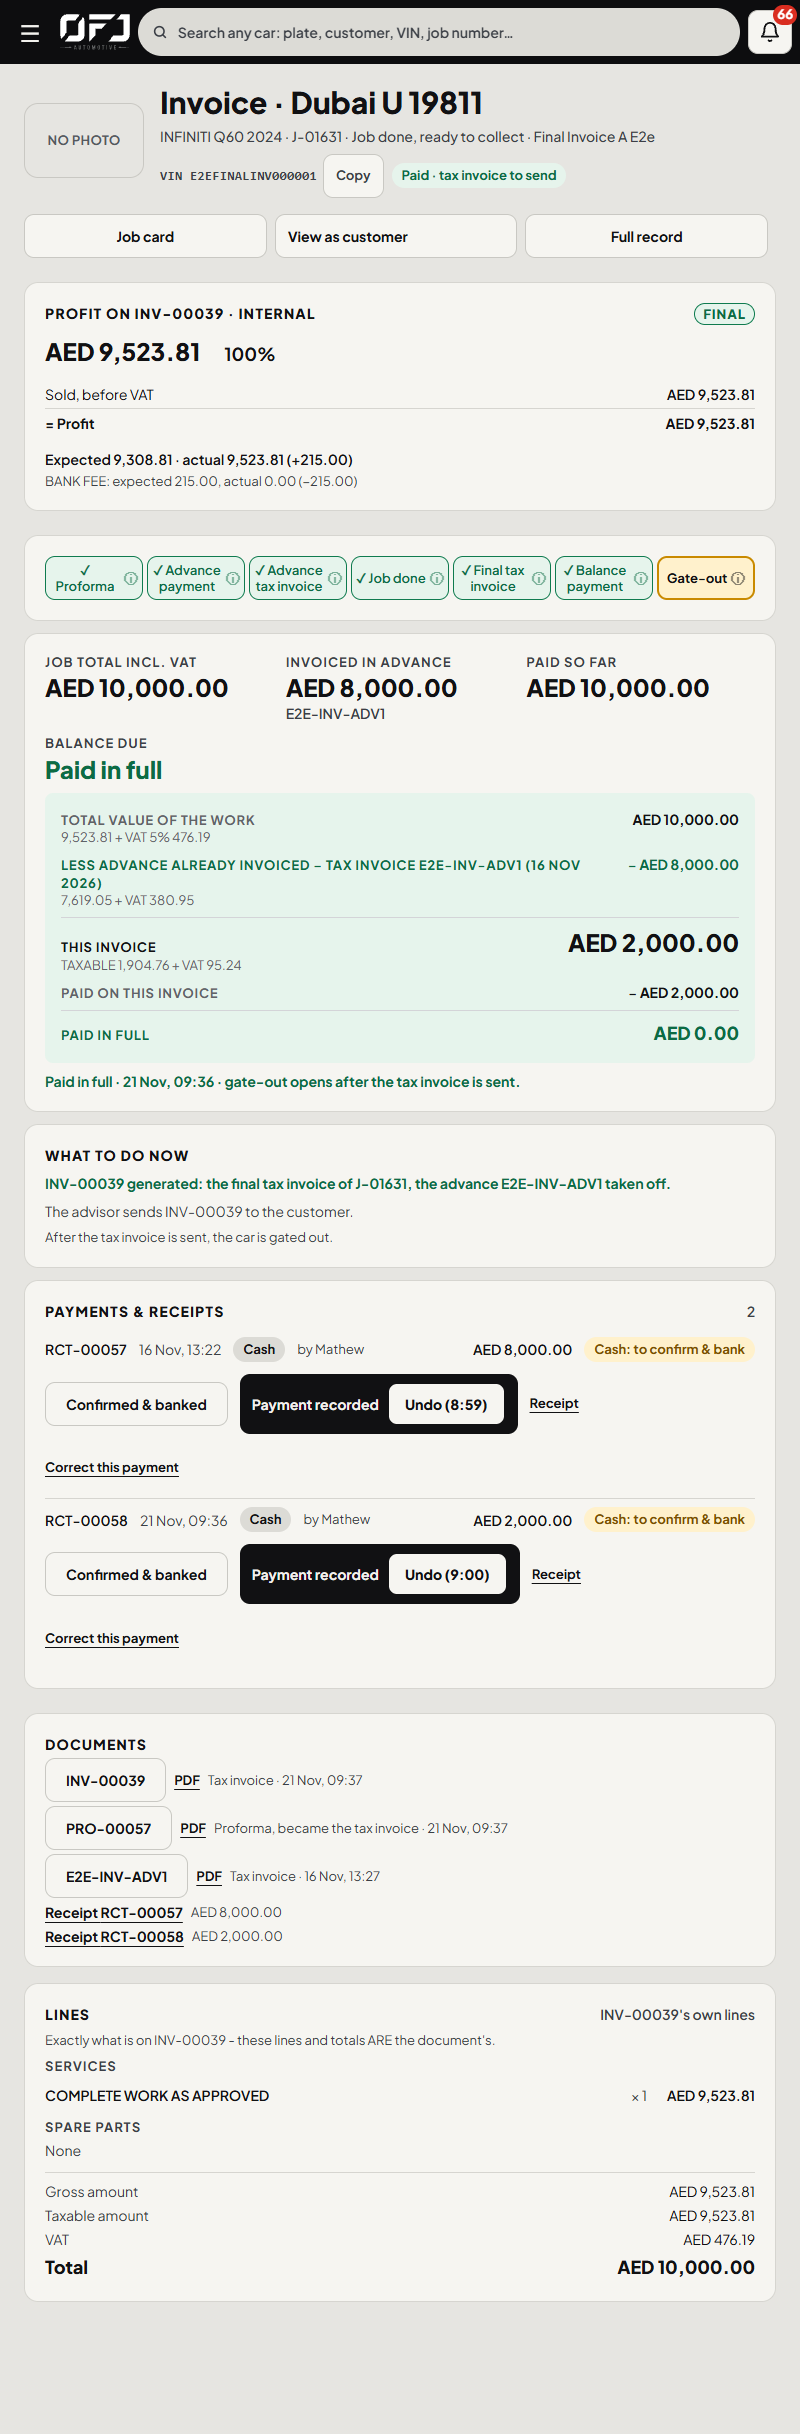 OFJ
AUTOMOTIVE
Search any car: plate, customer, VIN, job number...
66
NO PHOTO
Invoice · Dubai U 19811
INFINITI Q60 2024 · J-01631 · Job done, ready to collect · Final Invoice A E2e
VIN E2EFINALINV000001 Copy Paid · tax invoice to send
Job card View as customer Full record
PROFIT ON INV-00039 · INTERNAL FINAL
AED 9,523.81 100%
Sold, before VAT AED 9,523.81
= Profit AED 9,523.81
Expected 9,308.81 · actual 9,523.81 (+215.00)
BANK FEE: expected 215.00, actual 0.00 (−215.00)
✓ Proforma ⓘ
✓ Advance payment ⓘ
✓ Advance tax invoice ⓘ
✓ Job done ⓘ
✓ Final tax invoice ⓘ
✓ Balance payment ⓘ
Gate-out ⓘ
JOB TOTAL INCL. VAT INVOICED IN ADVANCE PAID SO FAR
AED 10,000.00 AED 8,000.00 AED 10,000.00
E2E-INV-ADV1
BALANCE DUE
Paid in full
TOTAL VALUE OF THE WORK AED 10,000.00
9,523.81 + VAT 5% 476.19
LESS ADVANCE ALREADY INVOICED – TAX INVOICE E2E-INV-ADV1 (16 NOV − AED 8,000.00
2026)
7,619.05 + VAT 380.95
THIS INVOICE AED 2,000.00
TAXABLE 1,904.76 + VAT 95.24
PAID ON THIS INVOICE − AED 2,000.00
PAID IN FULL AED 0.00
Paid in full · 21 Nov, 09:36 · gate-out opens after the tax invoice is sent.
WHAT TO DO NOW
INV-00039 generated: the final tax invoice of J-01631, the advance E2E-INV-ADV1 taken off.
The advisor sends INV-00039 to the customer.
After the tax invoice is sent, the car is gated out.
PAYMENTS & RECEIPTS 2
RCT-00057 16 Nov, 13:22 Cash by Mathew AED 8,000.00 Cash: to confirm & bank
Confirmed & banked Payment recorded Undo (8:59) Receipt
Correct this payment
RCT-00058 21 Nov, 09:36 Cash by Mathew AED 2,000.00 Cash: to confirm & bank
Confirmed & banked Payment recorded Undo (9:00) Receipt
Correct this payment
DOCUMENTS
INV-00039 PDF Tax invoice · 21 Nov, 09:37
PRO-00057 PDF Proforma, became the tax invoice · 21 Nov, 09:37
E2E-INV-ADV1 PDF Tax invoice · 16 Nov, 13:27
Receipt RCT-00057 AED 8,000.00
Receipt RCT-00058 AED 2,000.00
LINES INV-00039's own lines
Exactly what is on INV-00039 - these lines and totals ARE the document's.
SERVICES
COMPLETE WORK AS APPROVED × 1 AED 9,523.81
SPARE PARTS
None
Gross amount AED 9,523.81
Taxable amount AED 9,523.81
VAT AED 476.19
Total AED 10,000.00